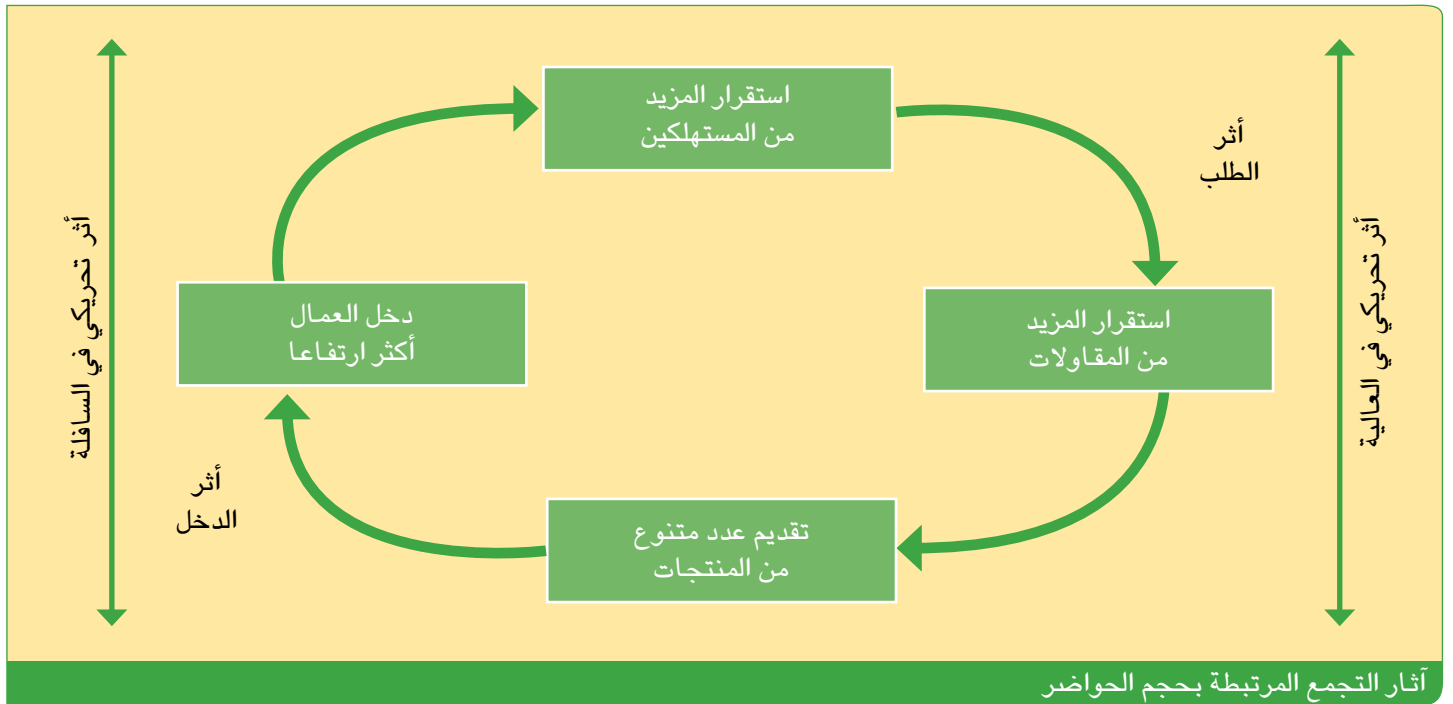 استقرار المزيد
من المستهلكين
أثر
الطلب
أثر تحريكي في العالية
استقرار المزيد
من المقاولات
تقديم عدد متنوع
من المنتجات
أثر
الدخل
دخل العمال
أكثر ارتفاعا
أثر تحريكي في السافلة
آثار التجمع المرتبطة بحجم الحواضر